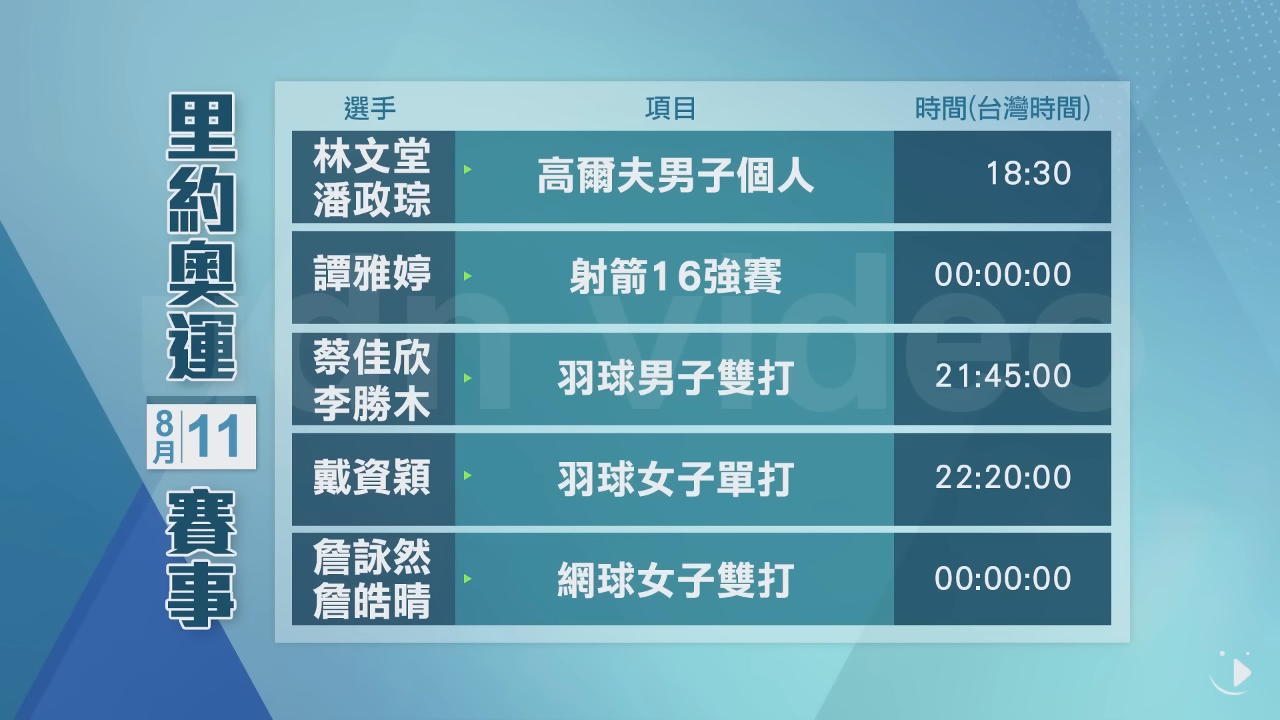 里約奧運
8月 11
賽事
選手 項目 時間(台灣時間)
林文堂
潘政琮
高爾夫男子個人 18:30
譚雅婷 射箭16強賽 00:00:00
蔡佳欣
李勝木
羽球男子雙打 21:45:00
戴資穎 羽球女子單打 22:20:00
詹詠然
詹皓晴
網球女子雙打 00:00:00
udn video